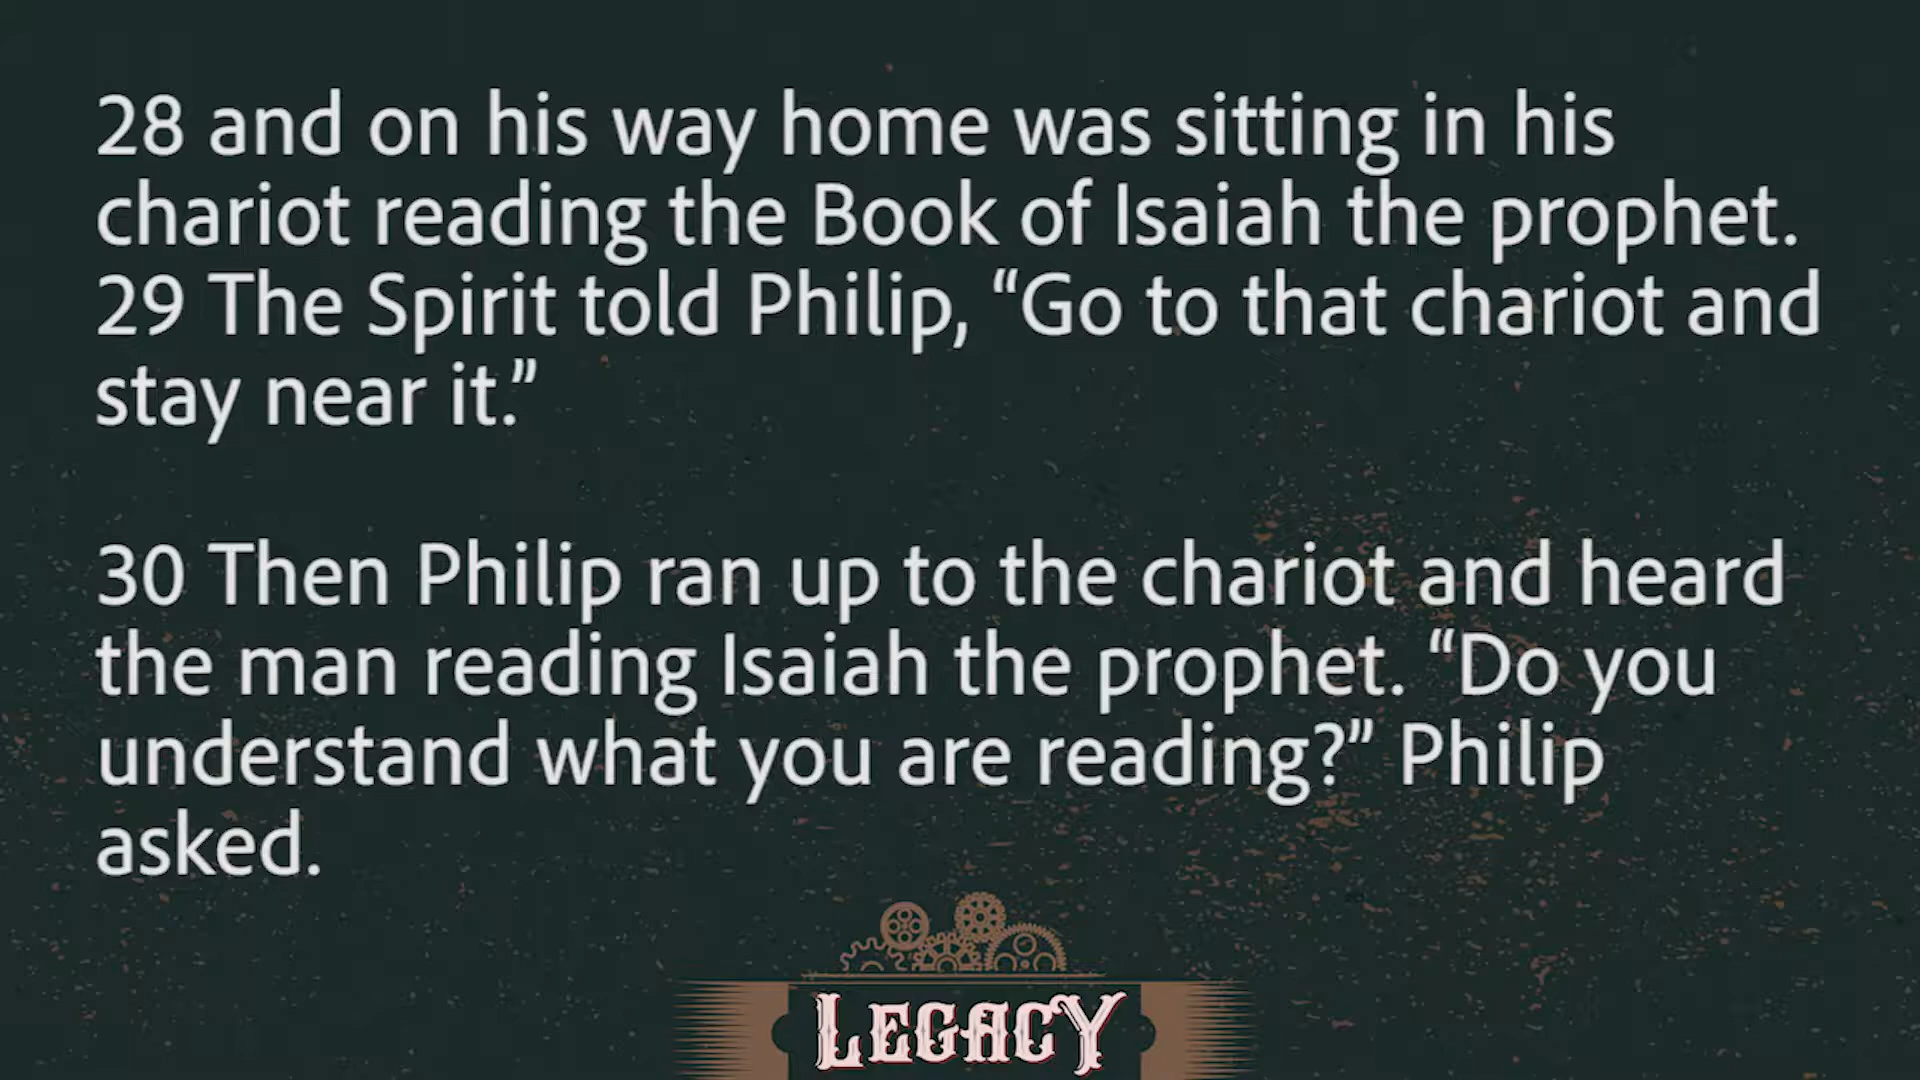 28 and on his way home was sitting in his
chariot reading the Book of Isaiah the prophet.
29 The Spirit told Philip, “Go to that chariot and
stay near it.”
30 Then Philip ran up to the chariot and heard
the man reading Isaiah the prophet. “Do you
understand what you are reading?” Philip
asked.
LEGACY